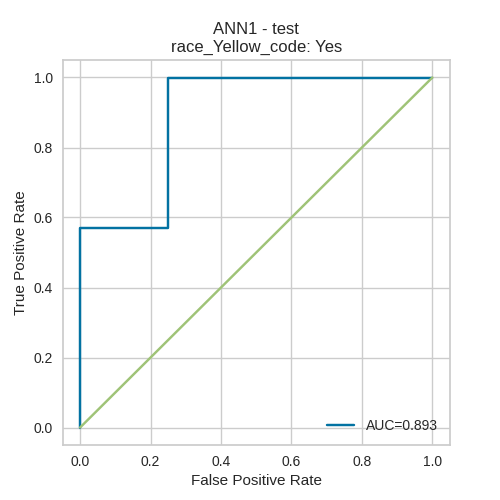 ANN1 - test
race_Yellow_code: Yes
True Positive Rate
1.0
0.8
0.6
0.4
0.2
0.0
AUC=0.893
0.0 0.2 0.4 0.6 0.8 1.0
False Positive Rate